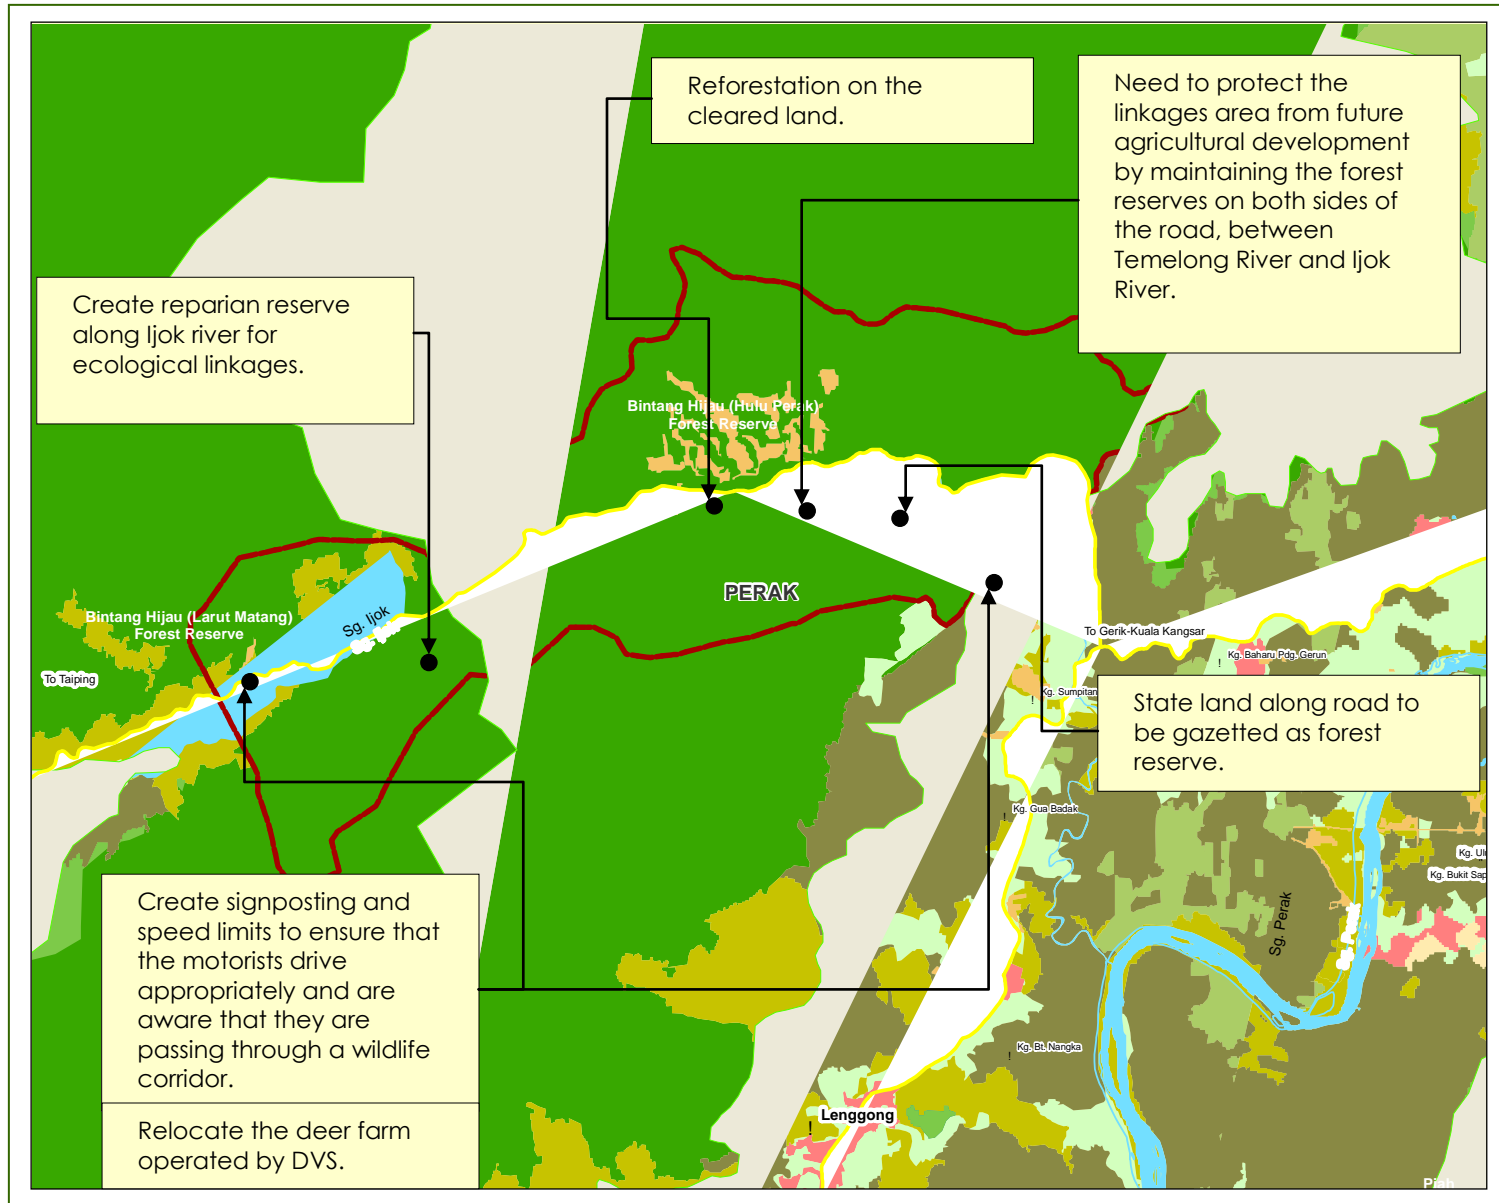 Reforestation on the
cleared land.
Need to protect the
linkages area from future
agricultural development
by maintaining the forest
reserves on both sides of
the road, between
Temelong River and Ijok
River.
Create reparian reserve
along Ijok river for
ecological linkages.
Bintang Hijau (Hulu Perak)
Forest Reserve
PERAK
Bintang Hijau (Larut Matang)
Forest Reserve
Sg. Ijok
To Taiping
To Gerik-Kuala Kangsar
Kg. Baharu Pdg. Gerun
!
Kg. Sumpitan
!
State land along road to
be gazetted as forest
reserve.
Kg. Gua Badak
!
Kg. Bukit Sap
Sg. Perak
Create signposting and
speed limits to ensure that
the motorists drive
appropriately and are
aware that they are
passing through a wildlife
corridor.
Relocate the deer farm
operated by DVS.
Kg. Bt. Nangka
!
Lenggong
!
Piah